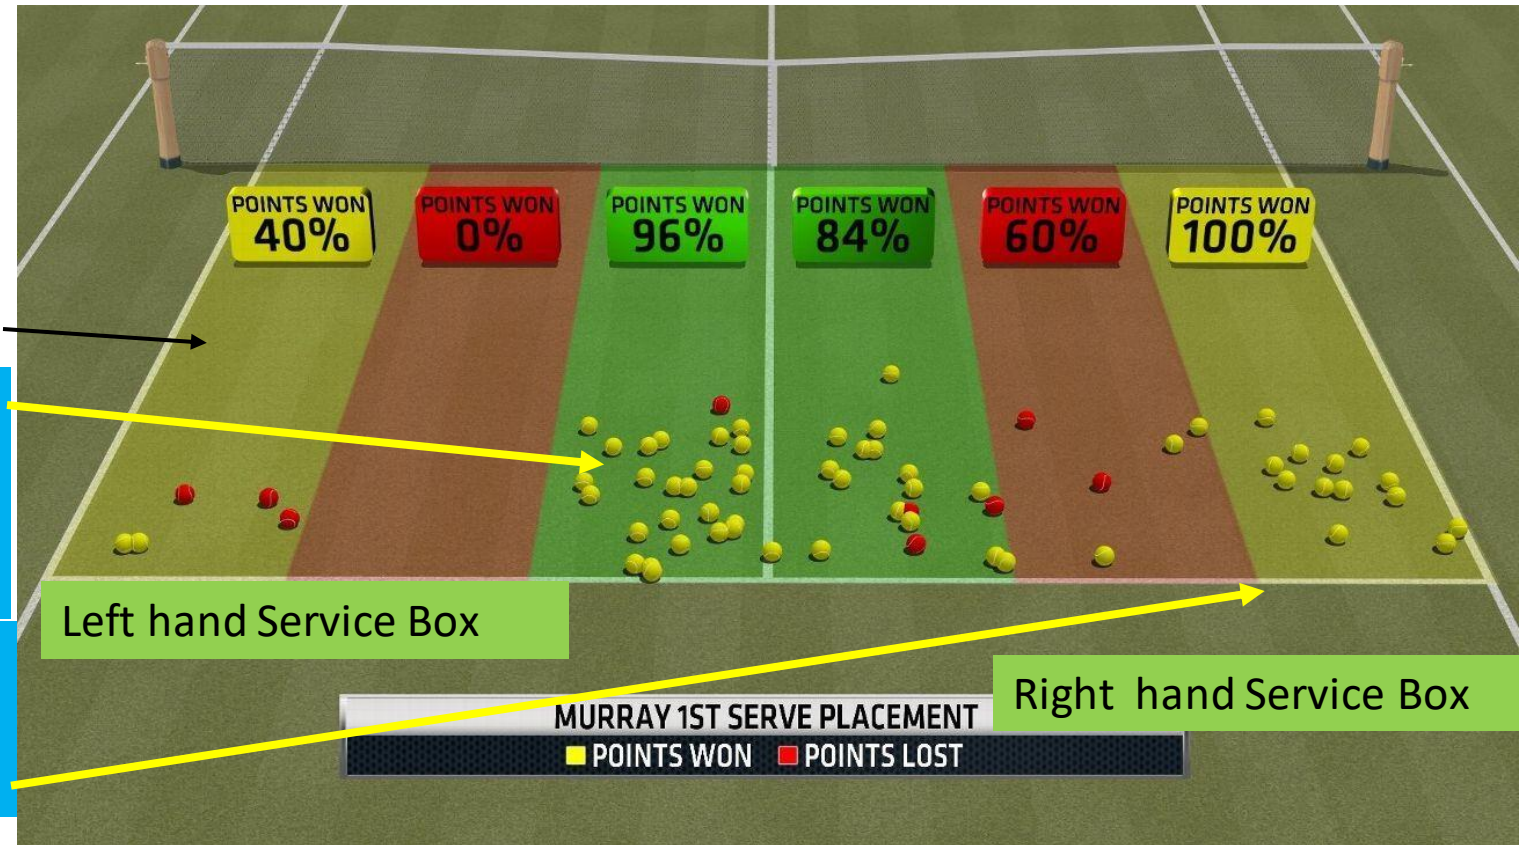 POINTS WON
40%
POINTS WON
0%
POINTS WON
96%
POINTS WON
84%
POINTS WON
60%
POINTS WON
100%
Left hand Service Box
Right hand Service Box
MURRAY 1ST SERVE PLACEMENT
POINTS WON POINTS LOST